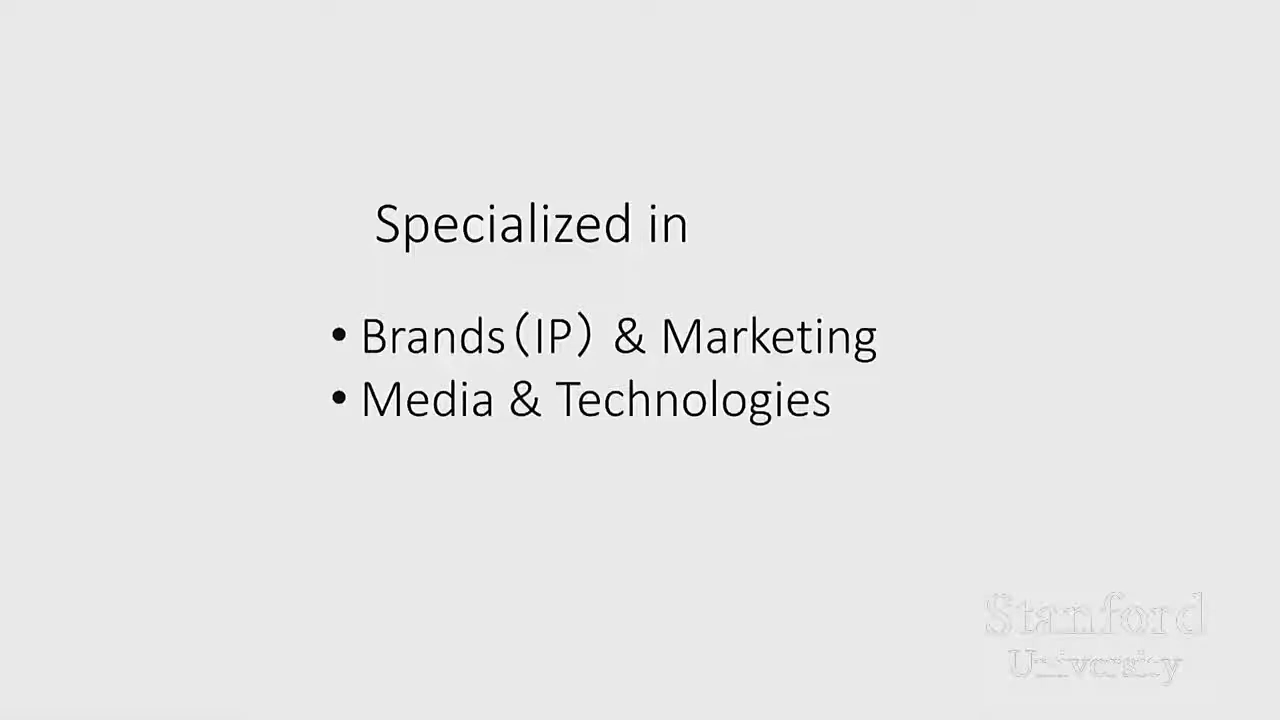 Specialized in
• Brands（IP） & Marketing
• Media & Technologies
Stanford
University